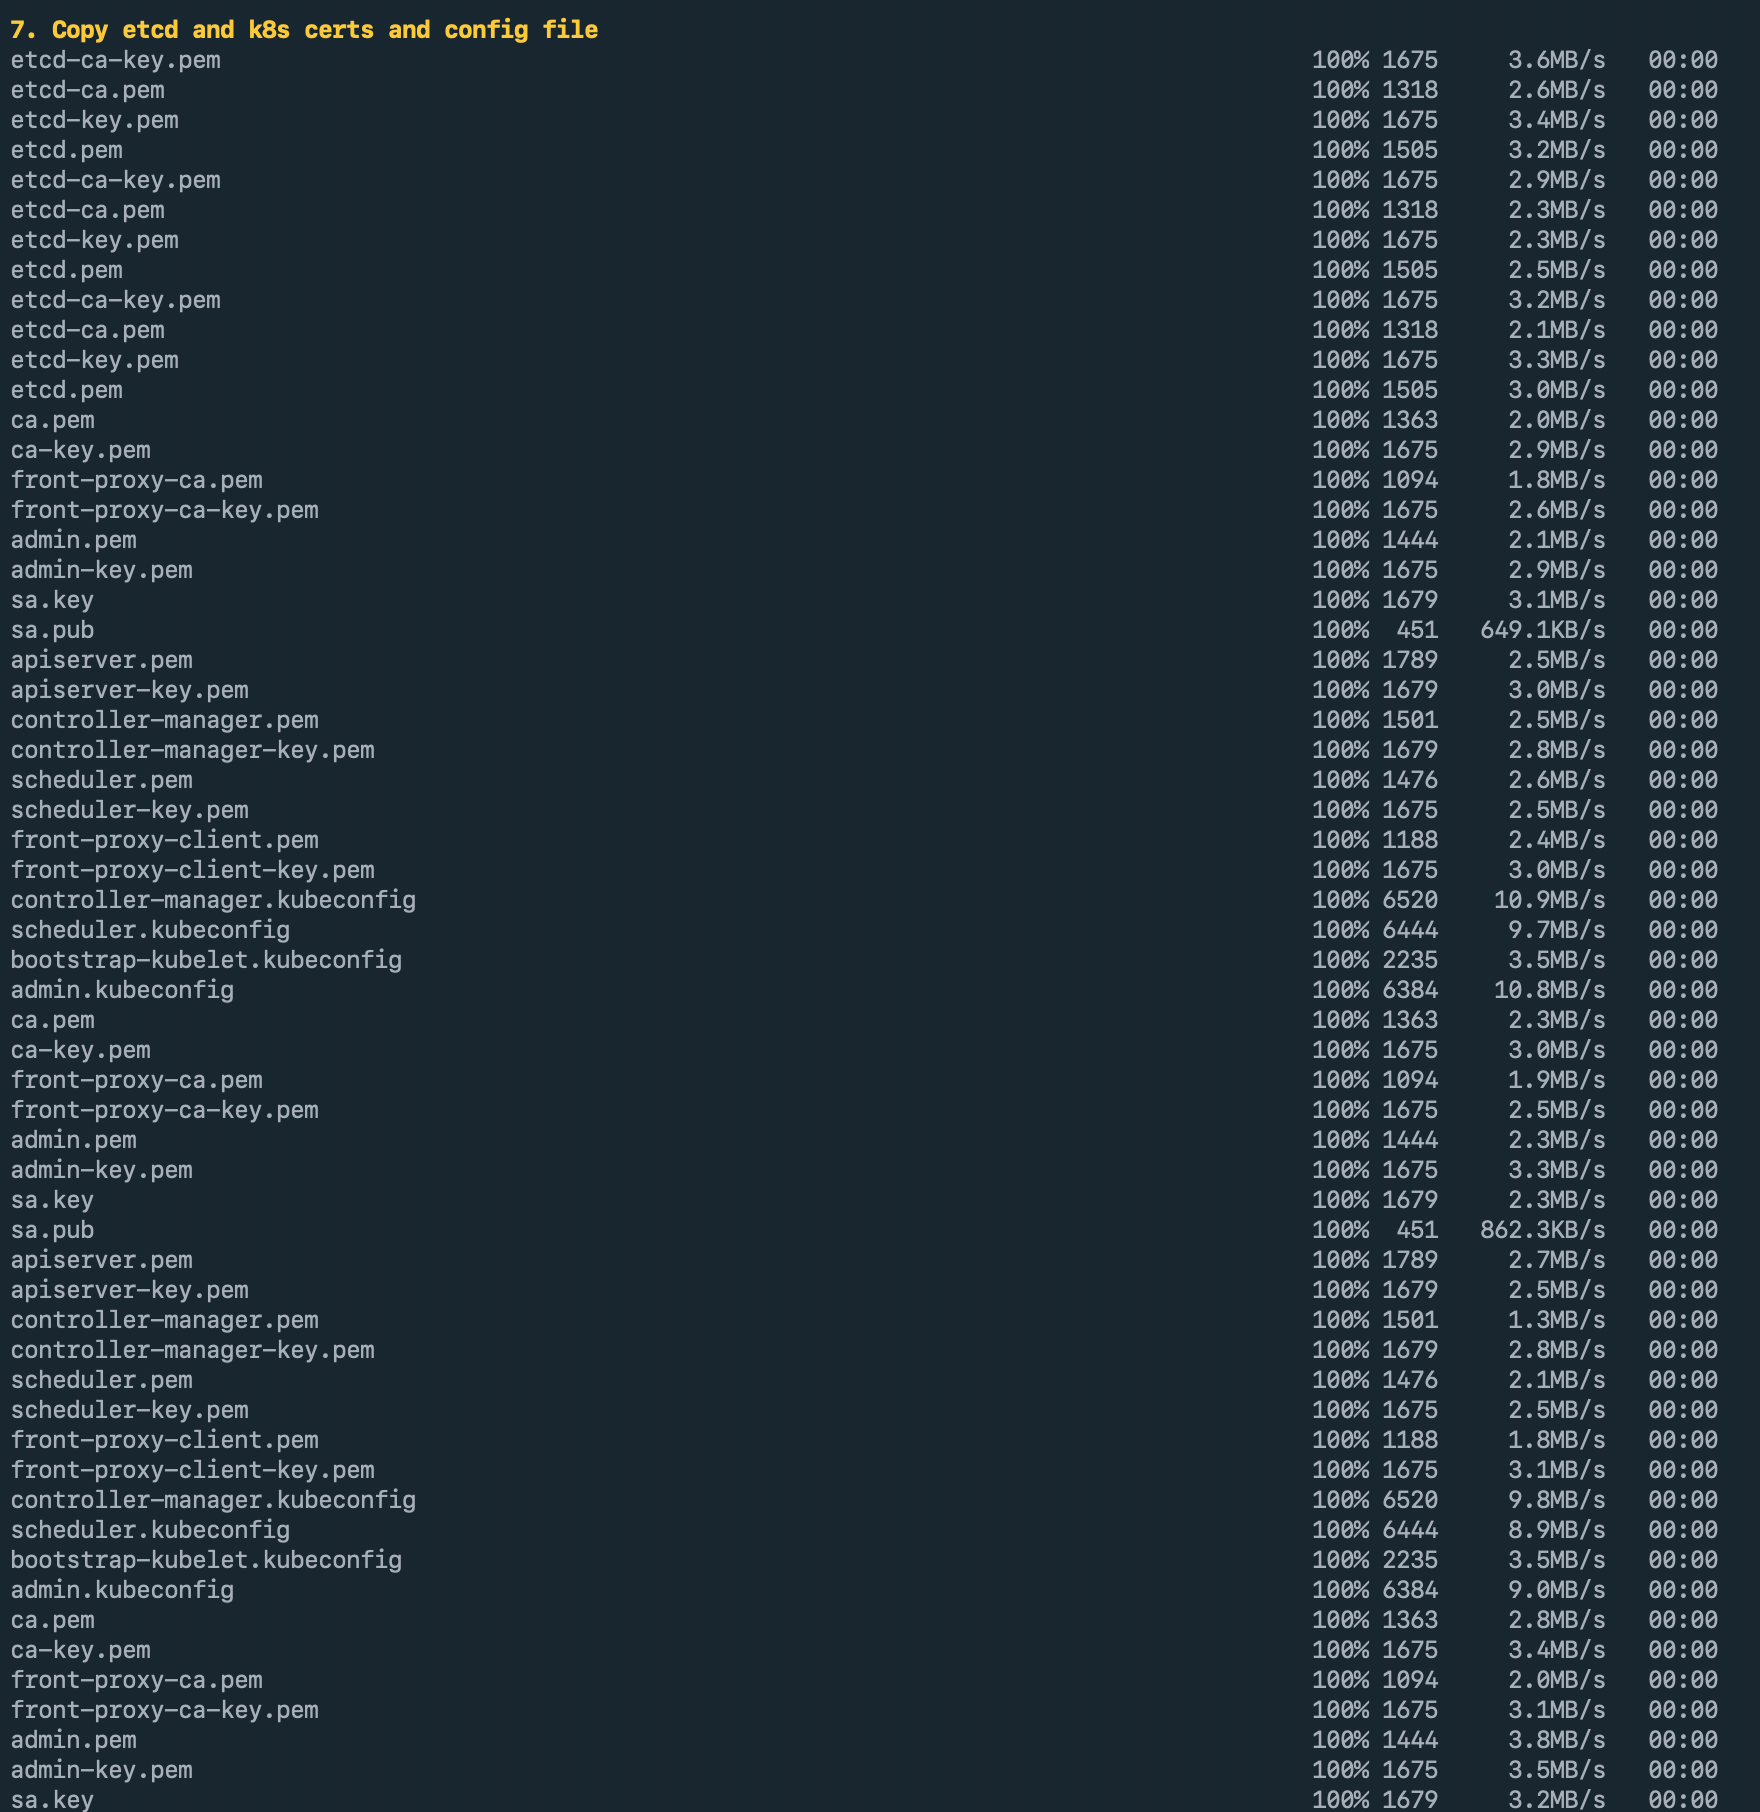 7. Copy etcd and k8s certs and config file
etcd-ca-key.pem 100% 1675 3.6MB/s 00:00
etcd-ca.pem 100% 1318 2.6MB/s 00:00
etcd-key.pem 100% 1675 3.4MB/s 00:00
etcd.pem 100% 1505 3.2MB/s 00:00
etcd-ca-key.pem 100% 1675 2.9MB/s 00:00
etcd-ca.pem 100% 1318 2.3MB/s 00:00
etcd-key.pem 100% 1675 2.3MB/s 00:00
etcd.pem 100% 1505 2.5MB/s 00:00
etcd-ca-key.pem 100% 1675 3.2MB/s 00:00
etcd-ca.pem 100% 1318 2.1MB/s 00:00
etcd-key.pem 100% 1675 3.3MB/s 00:00
etcd.pem 100% 1505 3.0MB/s 00:00
ca.pem 100% 1363 2.0MB/s 00:00
ca-key.pem 100% 1675 2.9MB/s 00:00
front-proxy-ca.pem 100% 1094 1.8MB/s 00:00
front-proxy-ca-key.pem 100% 1675 2.6MB/s 00:00
admin.pem 100% 1444 2.1MB/s 00:00
admin-key.pem 100% 1675 2.9MB/s 00:00
sa.key 100% 1679 3.1MB/s 00:00
sa.pub 100% 451 649.1KB/s 00:00
apiserver.pem 100% 1789 2.5MB/s 00:00
apiserver-key.pem 100% 1679 3.0MB/s 00:00
controller-manager.pem 100% 1501 2.5MB/s 00:00
controller-manager-key.pem 100% 1679 2.8MB/s 00:00
scheduler.pem 100% 1476 2.6MB/s 00:00
scheduler-key.pem 100% 1675 2.5MB/s 00:00
front-proxy-client.pem 100% 1188 2.4MB/s 00:00
front-proxy-client-key.pem 100% 1675 3.0MB/s 00:00
controller-manager.kubeconfig 100% 6520 10.9MB/s 00:00
scheduler.kubeconfig 100% 6444 9.7MB/s 00:00
bootstrap-kubelet.kubeconfig 100% 2235 3.5MB/s 00:00
admin.kubeconfig 100% 6384 10.8MB/s 00:00
ca.pem 100% 1363 2.3MB/s 00:00
ca-key.pem 100% 1675 3.0MB/s 00:00
front-proxy-ca.pem 100% 1094 1.9MB/s 00:00
front-proxy-ca-key.pem 100% 1675 2.5MB/s 00:00
admin.pem 100% 1444 2.3MB/s 00:00
admin-key.pem 100% 1675 3.3MB/s 00:00
sa.key 100% 1679 2.3MB/s 00:00
sa.pub 100% 451 862.3KB/s 00:00
apiserver.pem 100% 1789 2.7MB/s 00:00
apiserver-key.pem 100% 1679 2.5MB/s 00:00
controller-manager.pem 100% 1501 1.3MB/s 00:00
controller-manager-key.pem 100% 1679 2.8MB/s 00:00
scheduler.pem 100% 1476 2.1MB/s 00:00
scheduler-key.pem 100% 1675 2.5MB/s 00:00
front-proxy-client.pem 100% 1188 1.8MB/s 00:00
front-proxy-client-key.pem 100% 1675 3.1MB/s 00:00
controller-manager.kubeconfig 100% 6520 9.8MB/s 00:00
scheduler.kubeconfig 100% 6444 8.9MB/s 00:00
bootstrap-kubelet.kubeconfig 100% 2235 3.5MB/s 00:00
admin.kubeconfig 100% 6384 9.0MB/s 00:00
ca.pem 100% 1363 2.8MB/s 00:00
ca-key.pem 100% 1675 3.4MB/s 00:00
front-proxy-ca.pem 100% 1094 2.0MB/s 00:00
front-proxy-ca-key.pem 100% 1675 3.1MB/s 00:00
admin.pem 100% 1444 3.8MB/s 00:00
admin-key.pem 100% 1675 3.5MB/s 00:00
sa.key 100% 1679 3.2MB/s 00:00